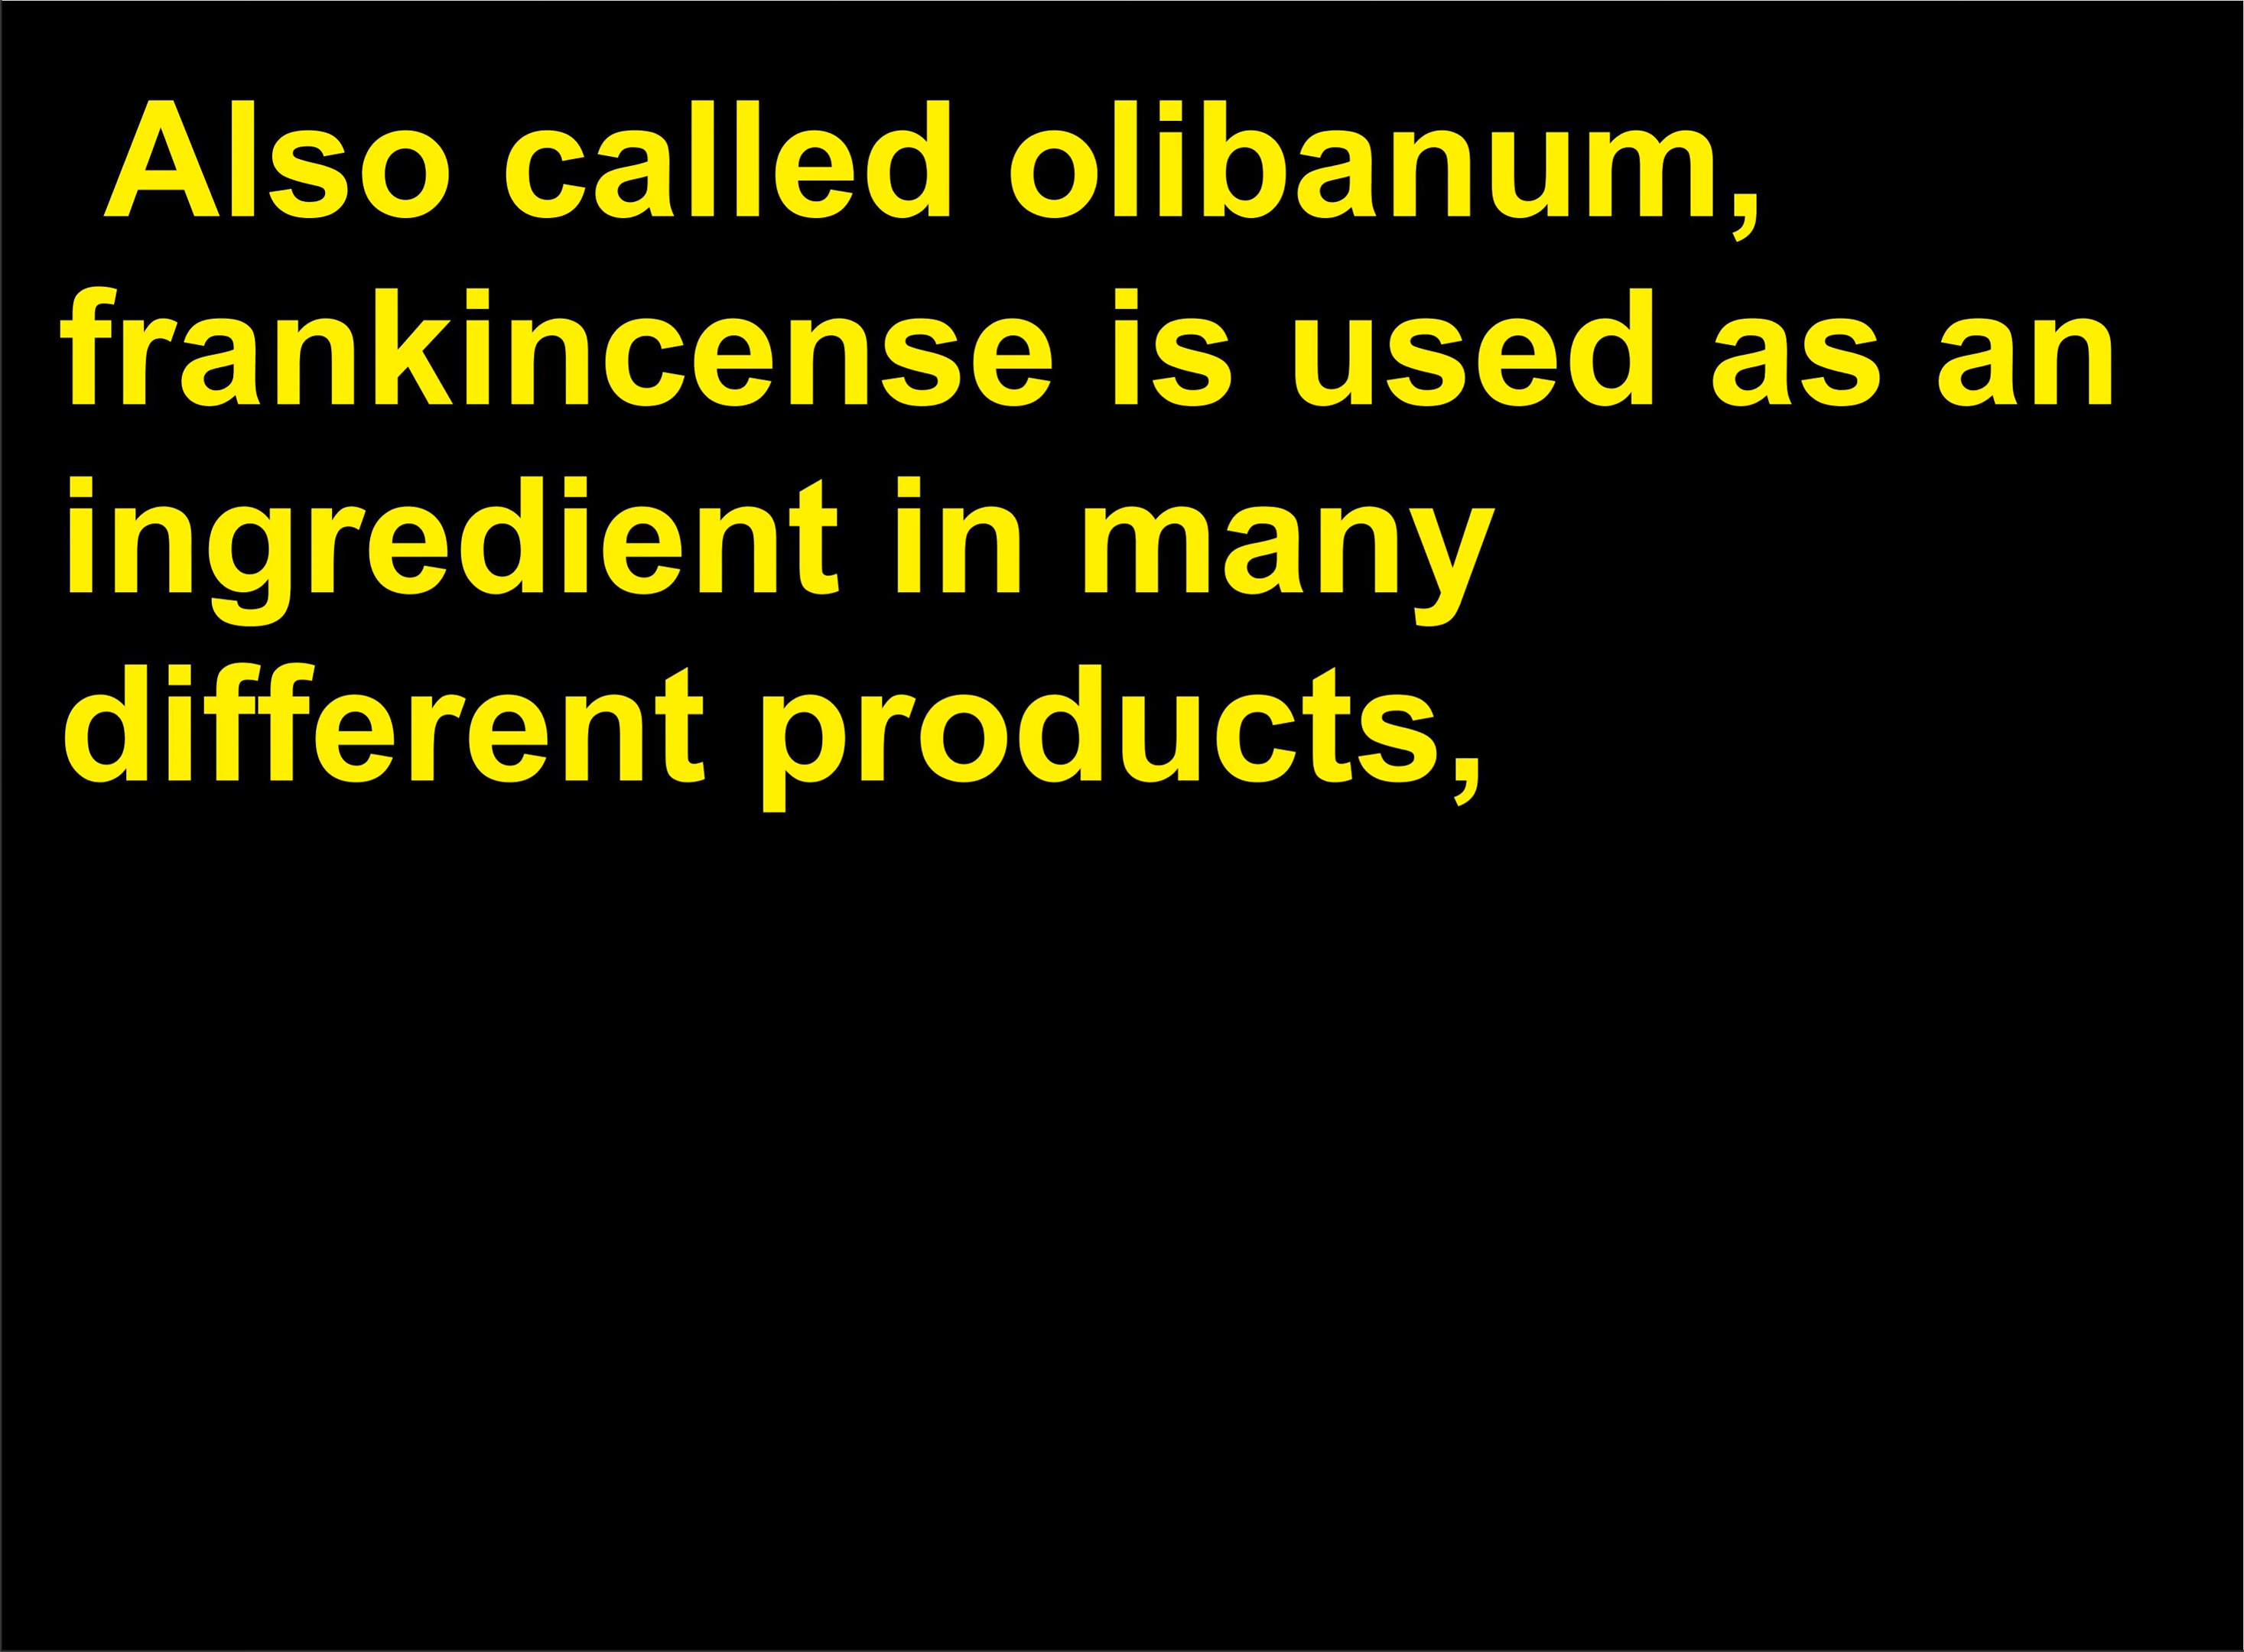 Also called olibanum,
frankincense is used as an
ingredient in many
different products,